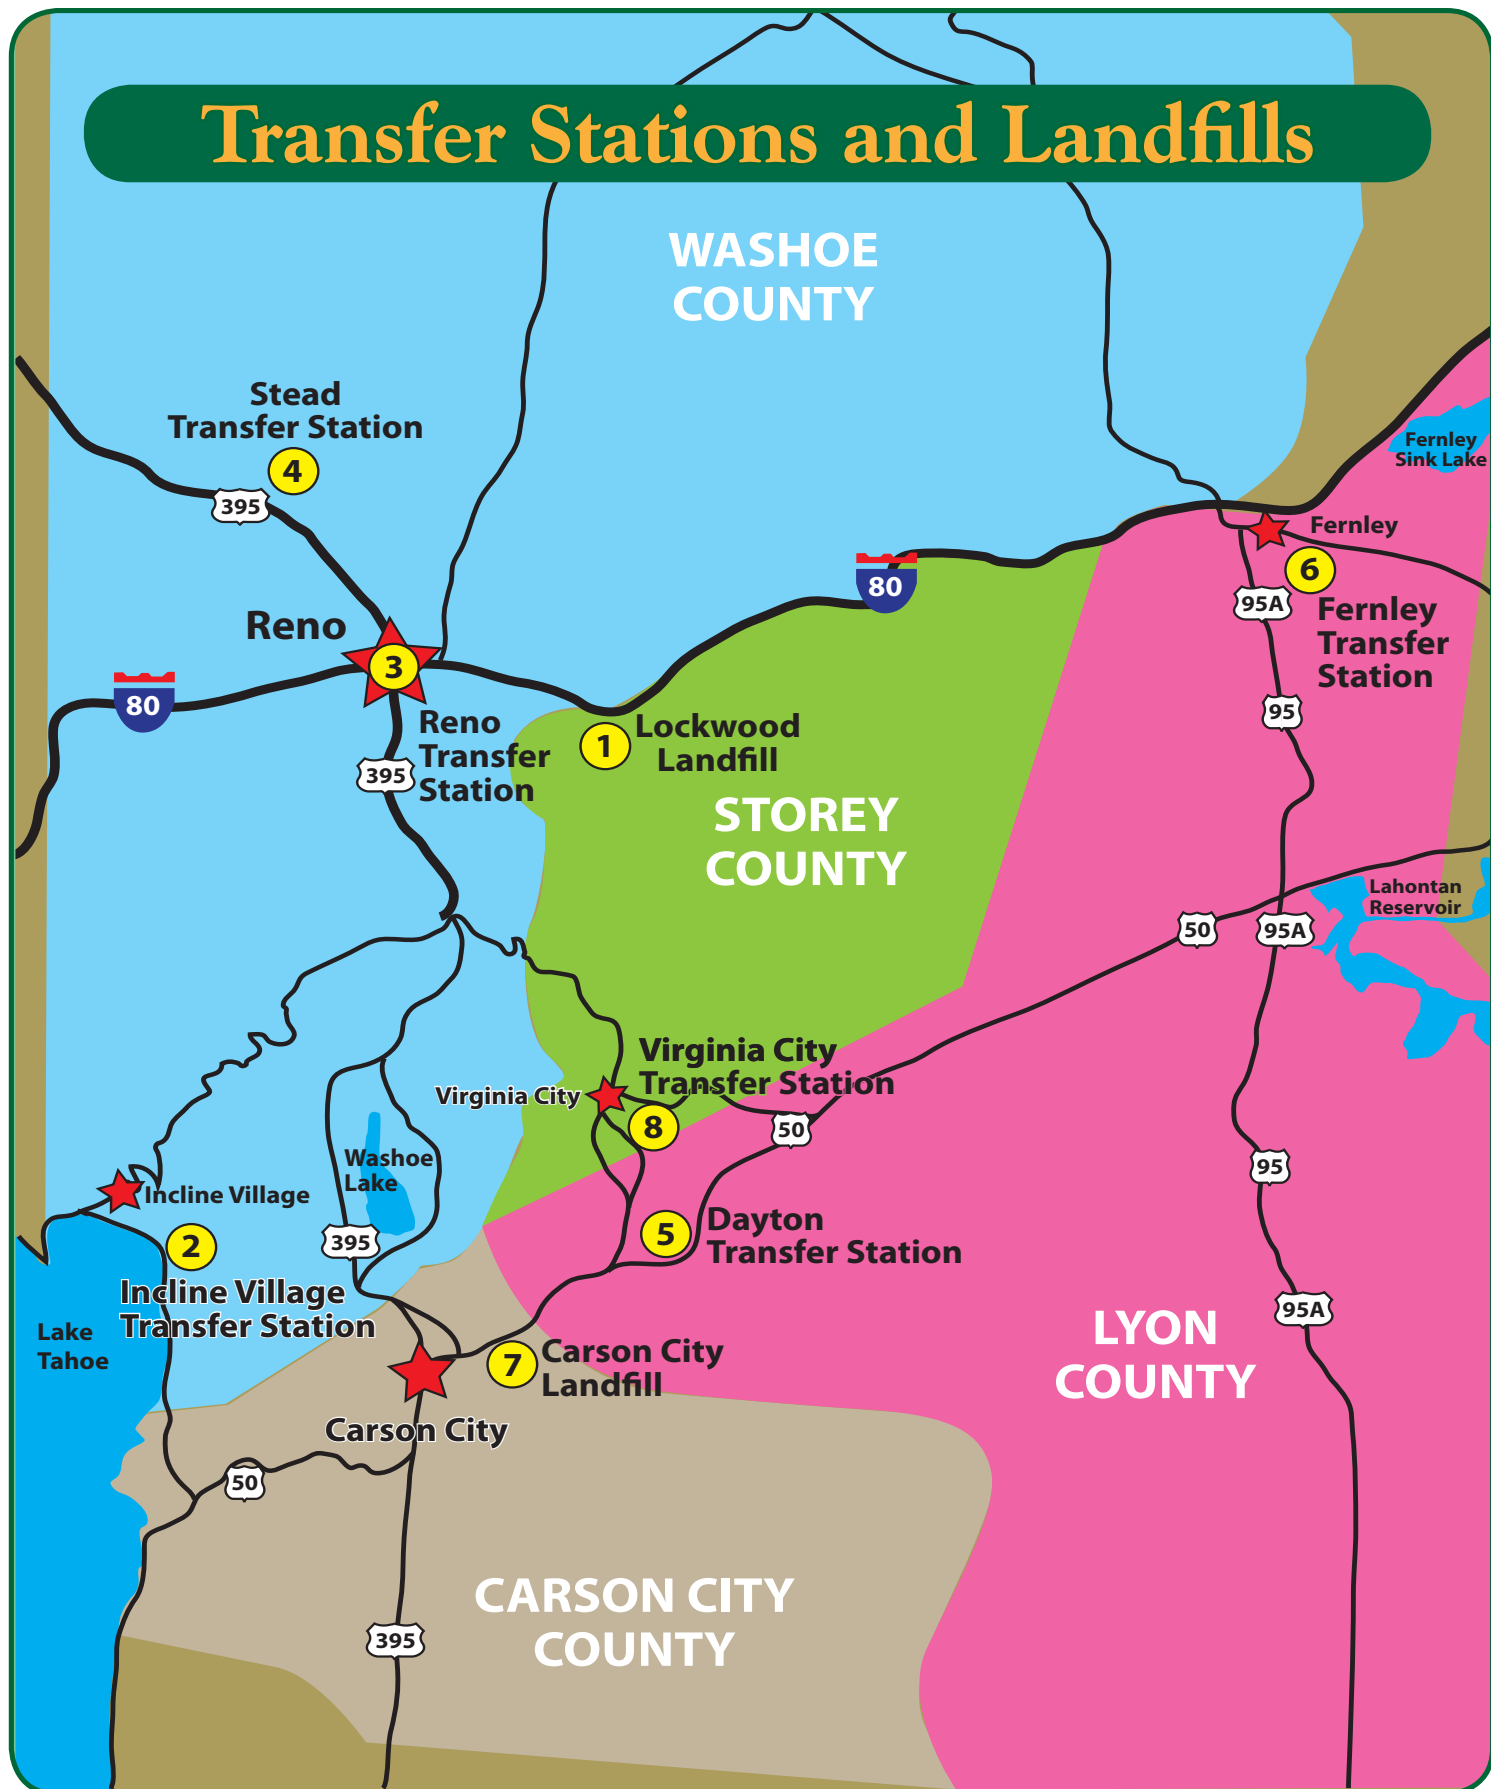 Transfer Stations and Landfills
WASHOE
COUNTY
Stead
Transfer Station
4
395
Fernley
Sink Lake
Fernley
6
80
95A
Fernley
Transfer
Station
Reno
3
80
95
Reno
Transfer
Station
395
1
Lockwood
Landfill
STOREY
COUNTY
Lahontan
Reservoir
50
95A
Virginia City
Transfer Station
Virginia City
8
50
Washoe
Lake
95
Incline Village
2
395
5
Dayton
Transfer Station
Incline Village
Transfer Station
95A
Lake
Tahoe
LYON
COUNTY
7
Carson City
Landfill
Carson City
50
CARSON CITY
COUNTY
395